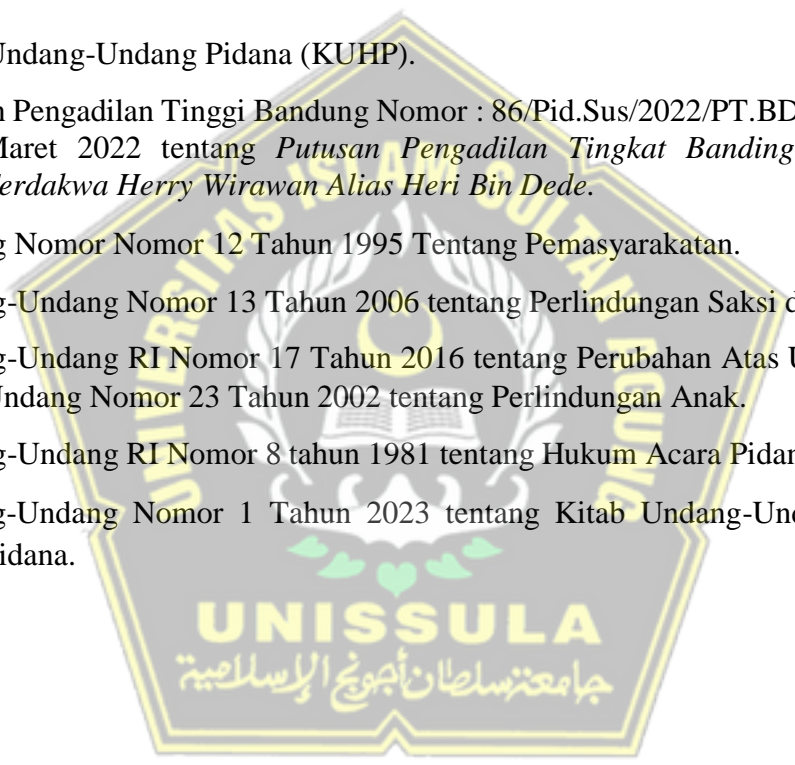 Undang-Undang Pidana (KUHP).
Pengadilan Tinggi Bandung Nomor : 86/Pid.Sus/2022/PT.BD
Maret 2022 tentang Putusan Pengadilan Tingkat Banding
Terdakwa Herry Wirawan Alias Heri Bin Dede.
Nomor Nomor 12 Tahun 1995 Tentang Pemasyarakatan.
g-Undang Nomor 13 Tahun 2006 tentang Perlindungan Saksi d
g-Undang RI Nomor 17 Tahun 2016 tentang Perubahan Atas U
Undang Nomor 23 Tahun 2002 tentang Perlindungan Anak.
g-Undang RI Nomor 8 tahun 1981 tentang Hukum Acara Pidan
g-Undang Nomor 1 Tahun 2023 tentang Kitab Undang-Und
idana.
UNIVERSITAS ISLAM SULTAN AGUNG
UNISSULA
جامعة سلطان أجونج الإسلامية